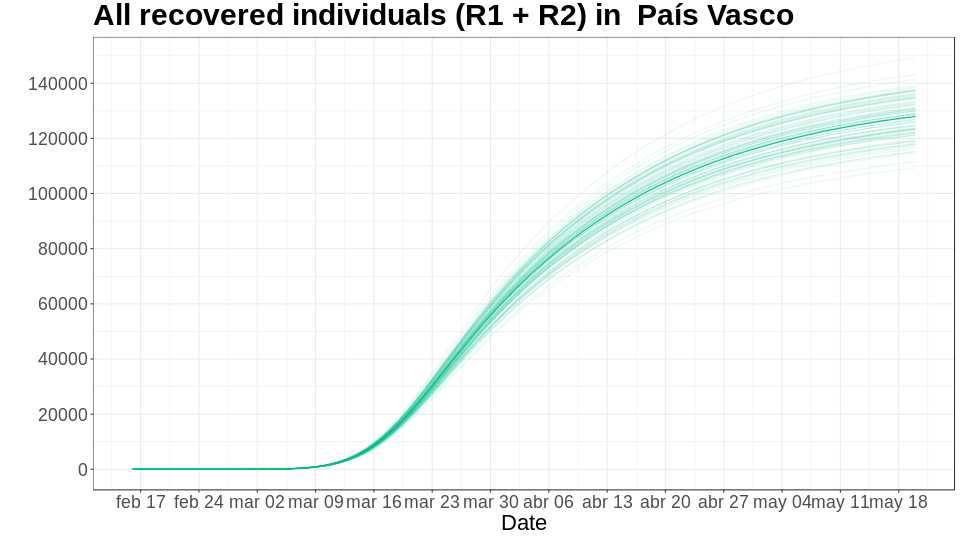 All recovered individuals (R1 + R2) in  País Vasco
140000
120000
100000
80000
60000
40000
20000
0
feb 17 feb 24 mar 02 mar 09 mar 16 mar 23 mar 30 abr 06 abr 13 abr 20 abr 27 may 04 may 11 may 18
Date